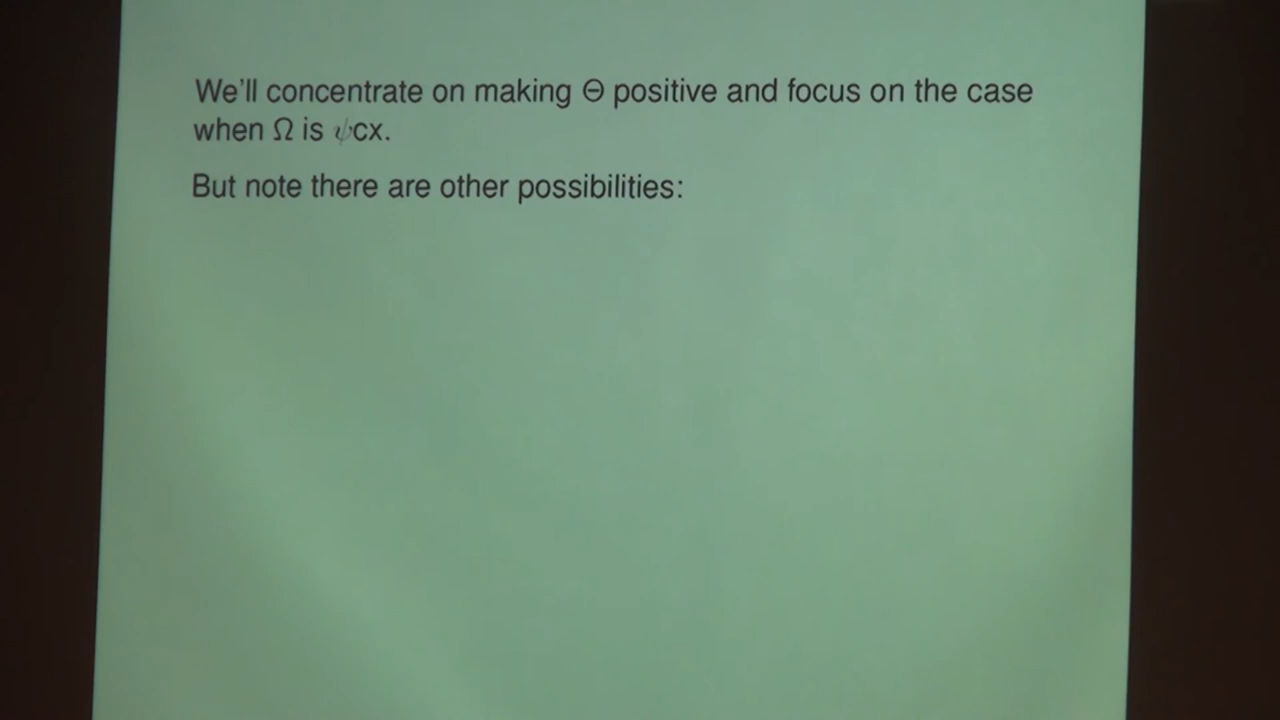 We'll concentrate on making Θ positive and focus on the case
when Ω is ψcx.
But note there are other possibilities: